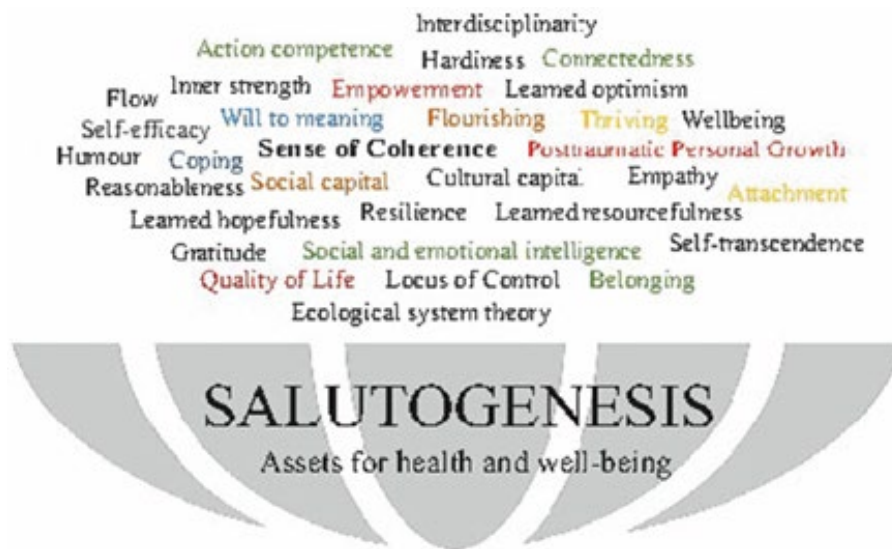 Interdisciplinarity
Action competence Hardiness Connectedness
Flow Inner strength Empowerment Learned optimism
Self-efficacy Will to meaning Flourishing Thriving Wellbeing
Humour Coping Sense of Coherence Posttraumatic Personal Growth
Reasonableness Social capital Cultural capital Empathy Attachment
Learned hopefulness Resilience Learned resourcefulness
Gratitude Social and emotional intelligence Self-transcendence
Quality of Life Locus of Control Belonging
Ecological system theory
SALUTOGENESIS
Assets for health and well-being